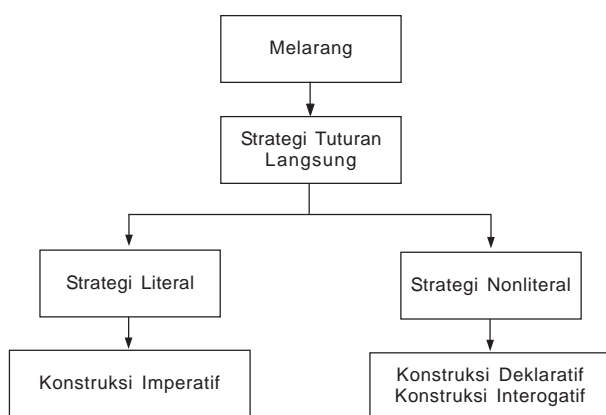 Melarang
Strategi Tuturan
Langsung
Strategi Literal
Strategi Nonliteral
Konstruksi Imperatif
Konstruksi Deklaratif
Konstruksi Interogatif